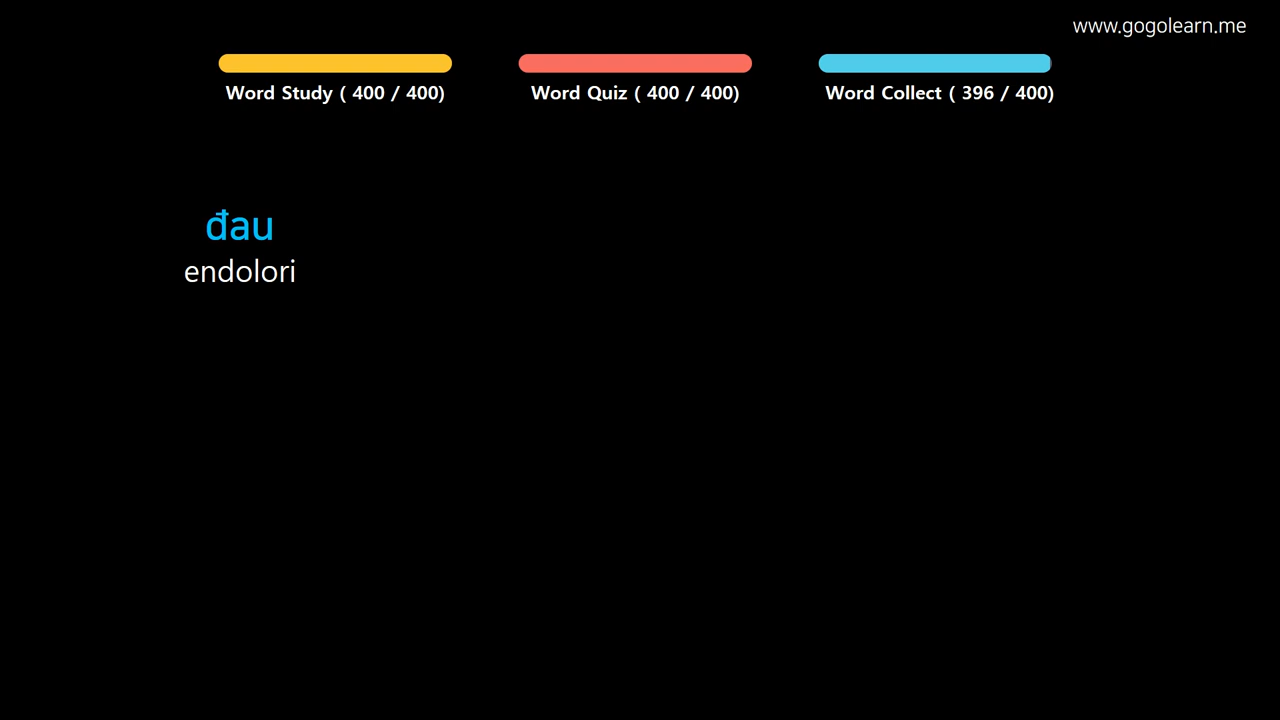 www.gogolearn.me
Word Study ( 400 / 400)
Word Quiz ( 400 / 400)
Word Collect ( 396 / 400)
đau
endolori